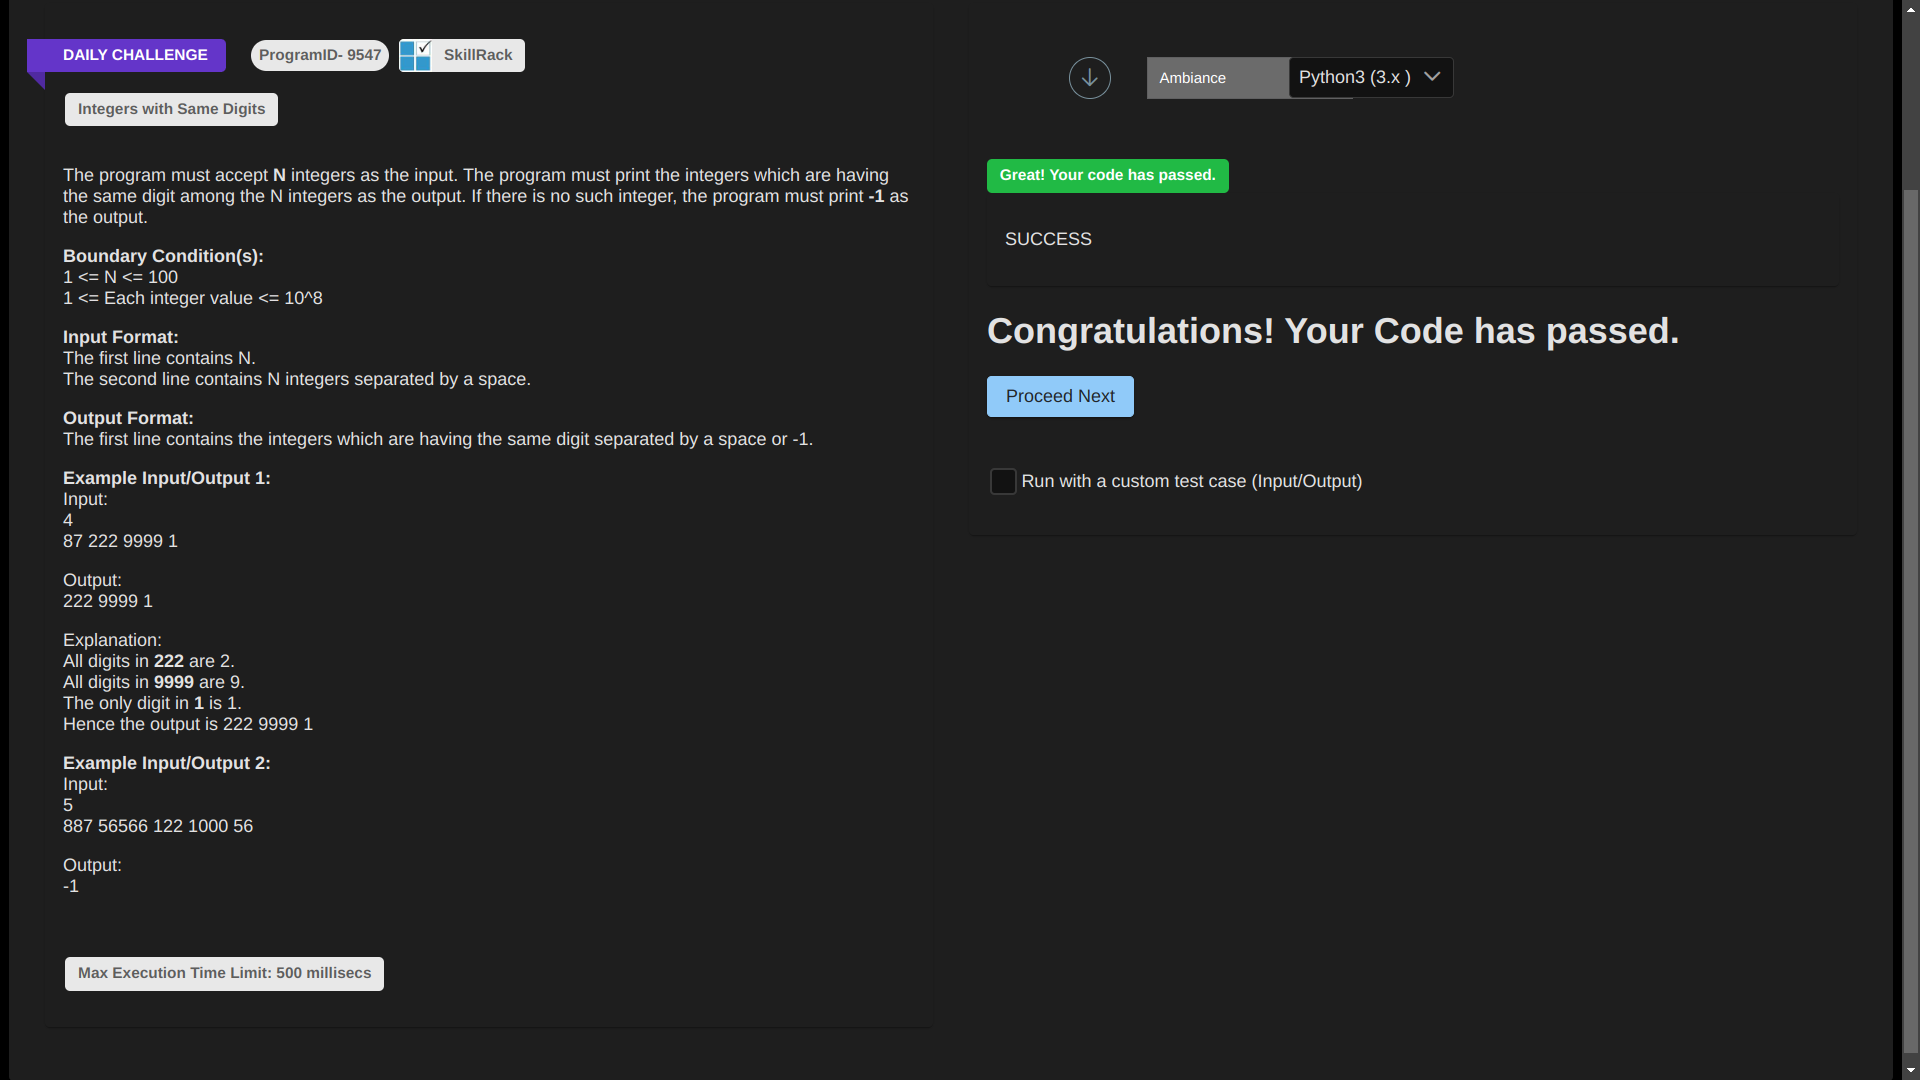 DAILY CHALLENGE
ProgramID- 9547
SkillRack
Integers with Same Digits
The program must accept N integers as the input. The program must print the integers which are having
the same digit among the N integers as the output. If there is no such integer, the program must print -1 as
the output.
Boundary Condition(s):
1 <= N <= 100
1 <= Each integer value <= 10^8
Input Format:
The first line contains N.
The second line contains N integers separated by a space.
Output Format:
The first line contains the integers which are having the same digit separated by a space or -1.
Example Input/Output 1:
Input:
4
87 222 9999 1
Output:
222 9999 1
Explanation:
All digits in 222 are 2.
All digits in 9999 are 9.
The only digit in 1 is 1.
Hence the output is 222 9999 1
Example Input/Output 2:
Input:
5
887 56566 122 1000 56
Output:
-1
Max Execution Time Limit: 500 millisecs
Ambiance
Python3 (3.x )
Great! Your code has passed.
SUCCESS
Congratulations! Your Code has passed.
Proceed Next
Run with a custom test case (Input/Output)